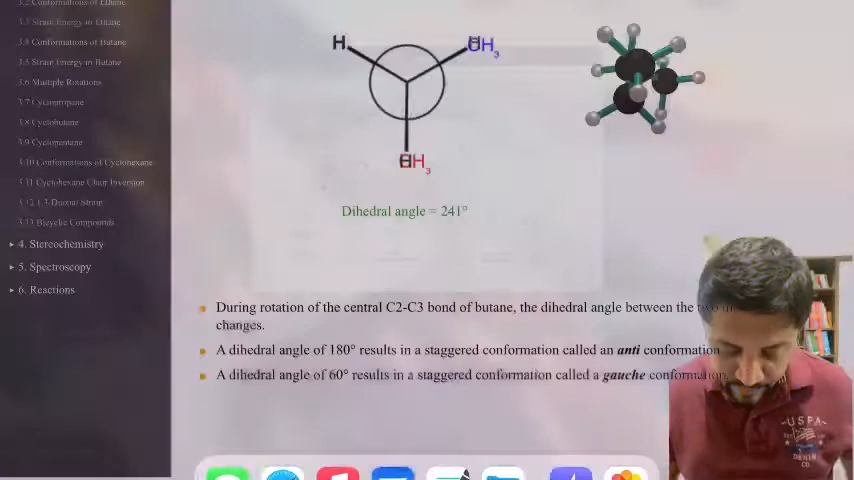 3.2 Conformations of Ethane
3.3 Strain Energy in Ethane
3.4 Conformations of Butane
3.5 Strain Energy in Butane
3.6 Multiple Rotations
3.7 Cyclopropane
3.8 Cyclobutane
3.9 Cyclopentane
3.10 Conformations of Cyclohexane
3.11 Cyclohexane Chair Inversion
3.12 1,3-Diaxial Strain
3.13 Bicyclic Compounds
4. Stereochemistry
5. Spectroscopy
6. Reactions
H
CH3
CH3
Dihedral angle = 241°
During rotation of the central C2-C3 bond of butane, the dihedral angle between the two
changes.
A dihedral angle of 180° results in a staggered conformation called an anti conformation
A dihedral angle of 60° results in a staggered conformation called a gauche conformation.
USPA
DENIM
CO.